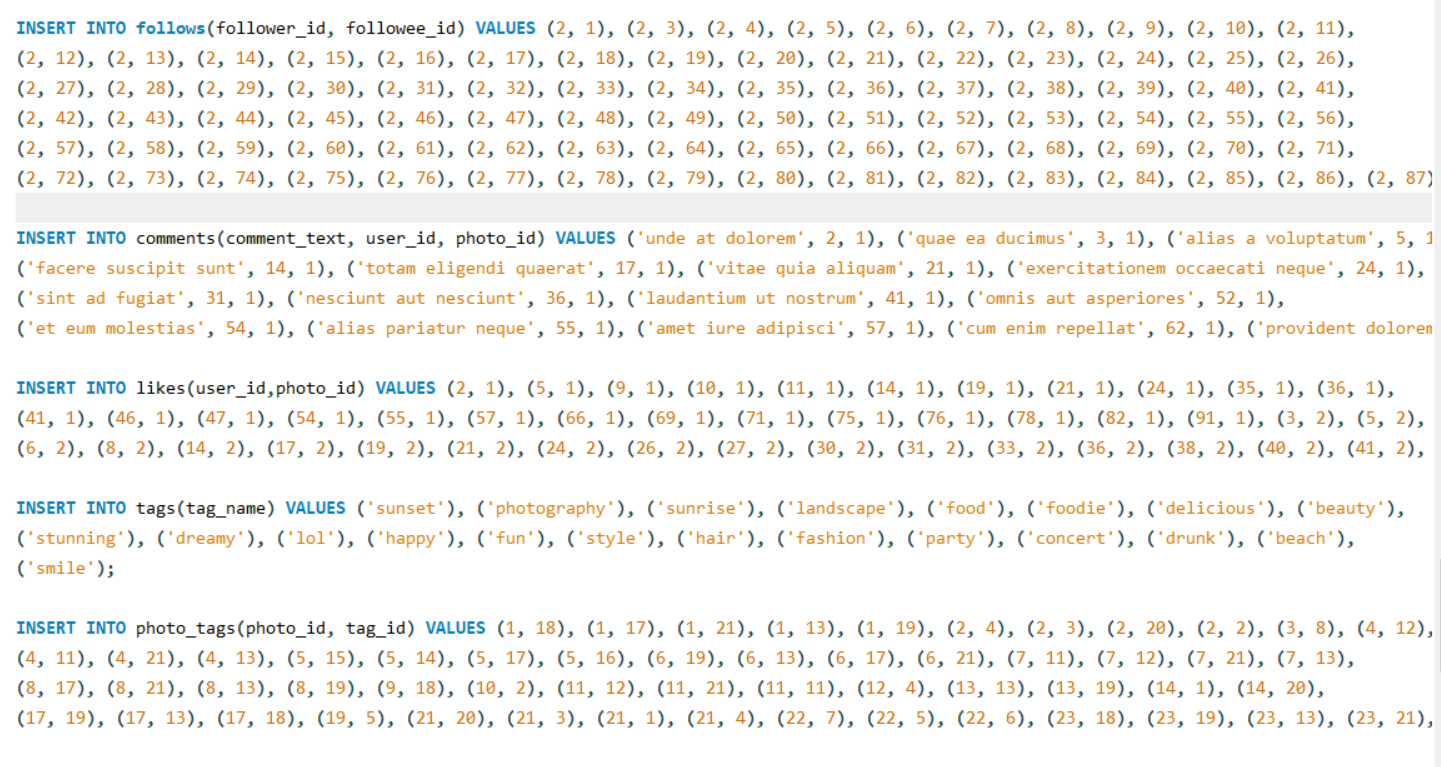 INSERT INTO follows(follower_id, followee_id) VALUES (2, 1), (2, 3), (2, 4), (2, 5), (2, 6), (2, 7), (2, 8), (2, 9), (2, 10), (2, 11),
(2, 12), (2, 13), (2, 14), (2, 15), (2, 16), (2, 17), (2, 18), (2, 19), (2, 20), (2, 21), (2, 22), (2, 23), (2, 24), (2, 25), (2, 26),
(2, 27), (2, 28), (2, 29), (2, 30), (2, 31), (2, 32), (2, 33), (2, 34), (2, 35), (2, 36), (2, 37), (2, 38), (2, 39), (2, 40), (2, 41),
(2, 42), (2, 43), (2, 44), (2, 45), (2, 46), (2, 47), (2, 48), (2, 49), (2, 50), (2, 51), (2, 52), (2, 53), (2, 54), (2, 55), (2, 56),
(2, 57), (2, 58), (2, 59), (2, 60), (2, 61), (2, 62), (2, 63), (2, 64), (2, 65), (2, 66), (2, 67), (2, 68), (2, 69), (2, 70), (2, 71),
(2, 72), (2, 73), (2, 74), (2, 75), (2, 76), (2, 77), (2, 78), (2, 79), (2, 80), (2, 81), (2, 82), (2, 83), (2, 84), (2, 85), (2, 86), (2, 87)
INSERT INTO comments(comment_text, user_id, photo_id) VALUES ('unde at dolorem', 2, 1), ('quae ea ducimus', 3, 1), ('alias a voluptatum', 5, 1
('facere suscipit sunt', 14, 1), ('totam eligendi quaerat', 17, 1), ('vitae quia aliquam', 21, 1), ('exercitationem occaecati neque', 24, 1),
('sint ad fugiat', 31, 1), ('nesciunt aut nesciunt', 36, 1), ('laudantium ut nostrum', 41, 1), ('omnis aut asperiores', 52, 1),
('et eum molestias', 54, 1), ('alias pariatur neque', 55, 1), ('amet iure adipisci', 57, 1), ('cum enim repellat', 62, 1), ('provident dolorem
INSERT INTO likes(user_id,photo_id) VALUES (2, 1), (5, 1), (9, 1), (10, 1), (11, 1), (14, 1), (19, 1), (21, 1), (24, 1), (35, 1), (36, 1),
(41, 1), (46, 1), (47, 1), (54, 1), (55, 1), (57, 1), (66, 1), (69, 1), (71, 1), (75, 1), (76, 1), (78, 1), (82, 1), (91, 1), (3, 2), (5, 2),
(6, 2), (8, 2), (14, 2), (17, 2), (19, 2), (21, 2), (24, 2), (26, 2), (27, 2), (30, 2), (31, 2), (33, 2), (36, 2), (38, 2), (40, 2), (41, 2),
INSERT INTO tags(tag_name) VALUES ('sunset'), ('photography'), ('sunrise'), ('landscape'), ('food'), ('foodie'), ('delicious'), ('beauty'),
('stunning'), ('dreamy'), ('lol'), ('happy'), ('fun'), ('style'), ('hair'), ('fashion'), ('party'), ('concert'), ('drunk'), ('beach'),
('smile');
INSERT INTO photo_tags(photo_id, tag_id) VALUES (1, 18), (1, 17), (1, 21), (1, 13), (1, 19), (2, 4), (2, 3), (2, 20), (2, 2), (3, 8), (4, 12),
(4, 11), (4, 21), (4, 13), (5, 15), (5, 14), (5, 17), (5, 16), (6, 19), (6, 13), (6, 17), (6, 21), (7, 11), (7, 12), (7, 21), (7, 13),
(8, 17), (8, 21), (8, 13), (8, 19), (9, 18), (10, 2), (11, 12), (11, 21), (11, 11), (12, 4), (13, 13), (13, 19), (14, 1), (14, 20),
(17, 19), (17, 13), (17, 18), (19, 5), (21, 20), (21, 3), (21, 1), (21, 4), (22, 7), (22, 5), (22, 6), (23, 18), (23, 19), (23, 13), (23, 21),